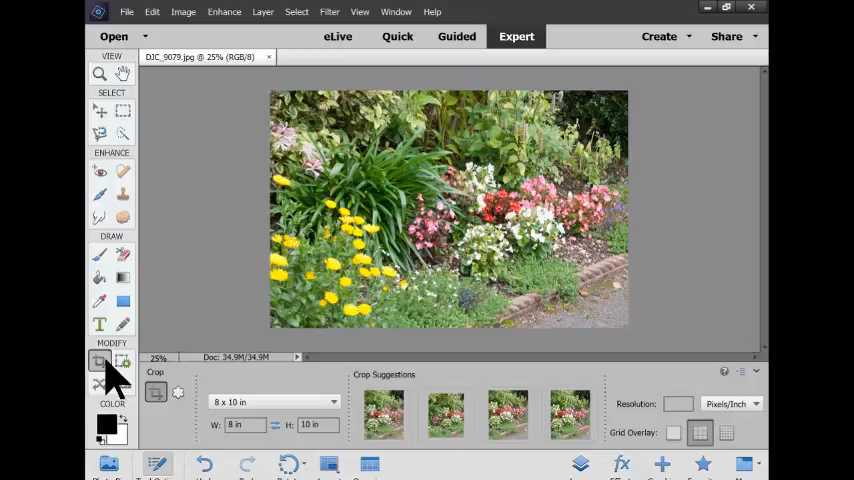 File Edit Image Enhance Layer Select Filter View Window Help
Open eLive Quick Guided Expert Create Share
VIEW DJC_9079.jpg @ 25% (RGB/8) ×
SELECT
ENHANCE
DRAW
T
MODIFY
25% Doc: 34.9M/34.9M
Crop Crop Suggestions
8 x 10 in Resolution: Pixels/Inch
COLOR
W: 8 in H: 10 in Grid Overlay:
fx